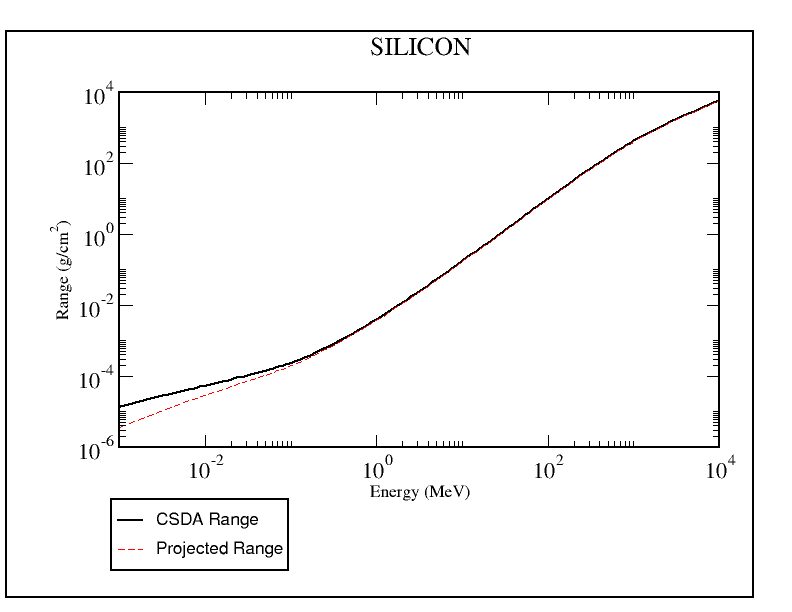 SILICON
10^4
10^2
10^0
10^-2
10^-4
10^-6
Range (g/cm^2)
10^-2
10^0
10^2
10^4
Energy (MeV)
CSDA Range
Projected Range